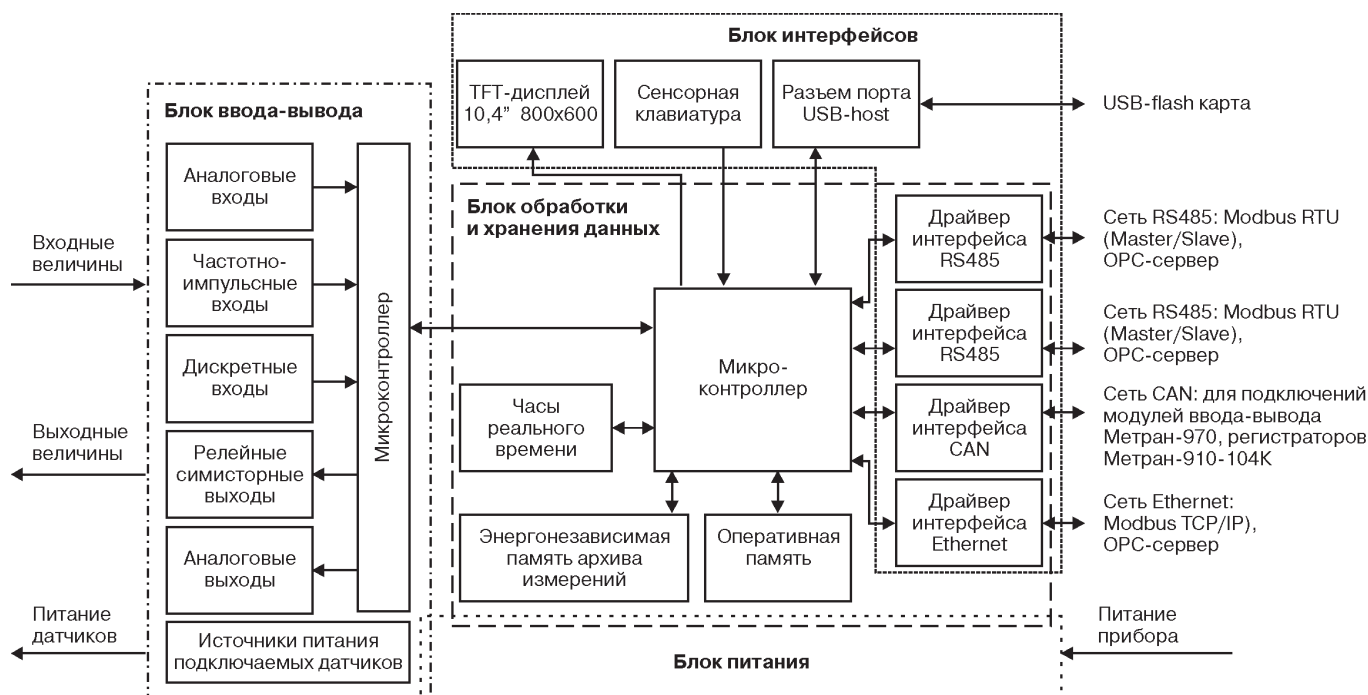 Блок интерфейсов
TFT-дисплей
10,4” 800x600
Сенсорная
клавиатура
Разъем порта
USB-host
USB-flash карта
Блок ввода-вывода
Аналоговые
входы
Частотно-
импульсные
входы
Дискретные
входы
Релейные
симисторные
выходы
Аналоговые
выходы
Микроконтроллер
Источники питания
подключаемых датчиков
Входные
величины
Выходные
величины
Питание
датчиков
Блок обработки
и хранения данных
Микро-
контроллер
Часы
реального
времени
Энергонезависимая
память архива
измерений
Оперативная
память
Драйвер
интерфейса
RS485
Драйвер
интерфейса
RS485
Драйвер
интерфейса
CAN
Драйвер
интерфейса
Ethernet
Сеть RS485: Modbus RTU
(Master/Slave),
ОРС-сервер
Сеть RS485: Modbus RTU
(Master/Slave),
ОРС-сервер
Сеть CAN: для подключений
модулей ввода-вывода
Метран-970, регистраторов
Метран-910-104К
Сеть Ethernet:
Modbus TCP/IP),
ОРС-сервер
Питание
прибора
Блок питания